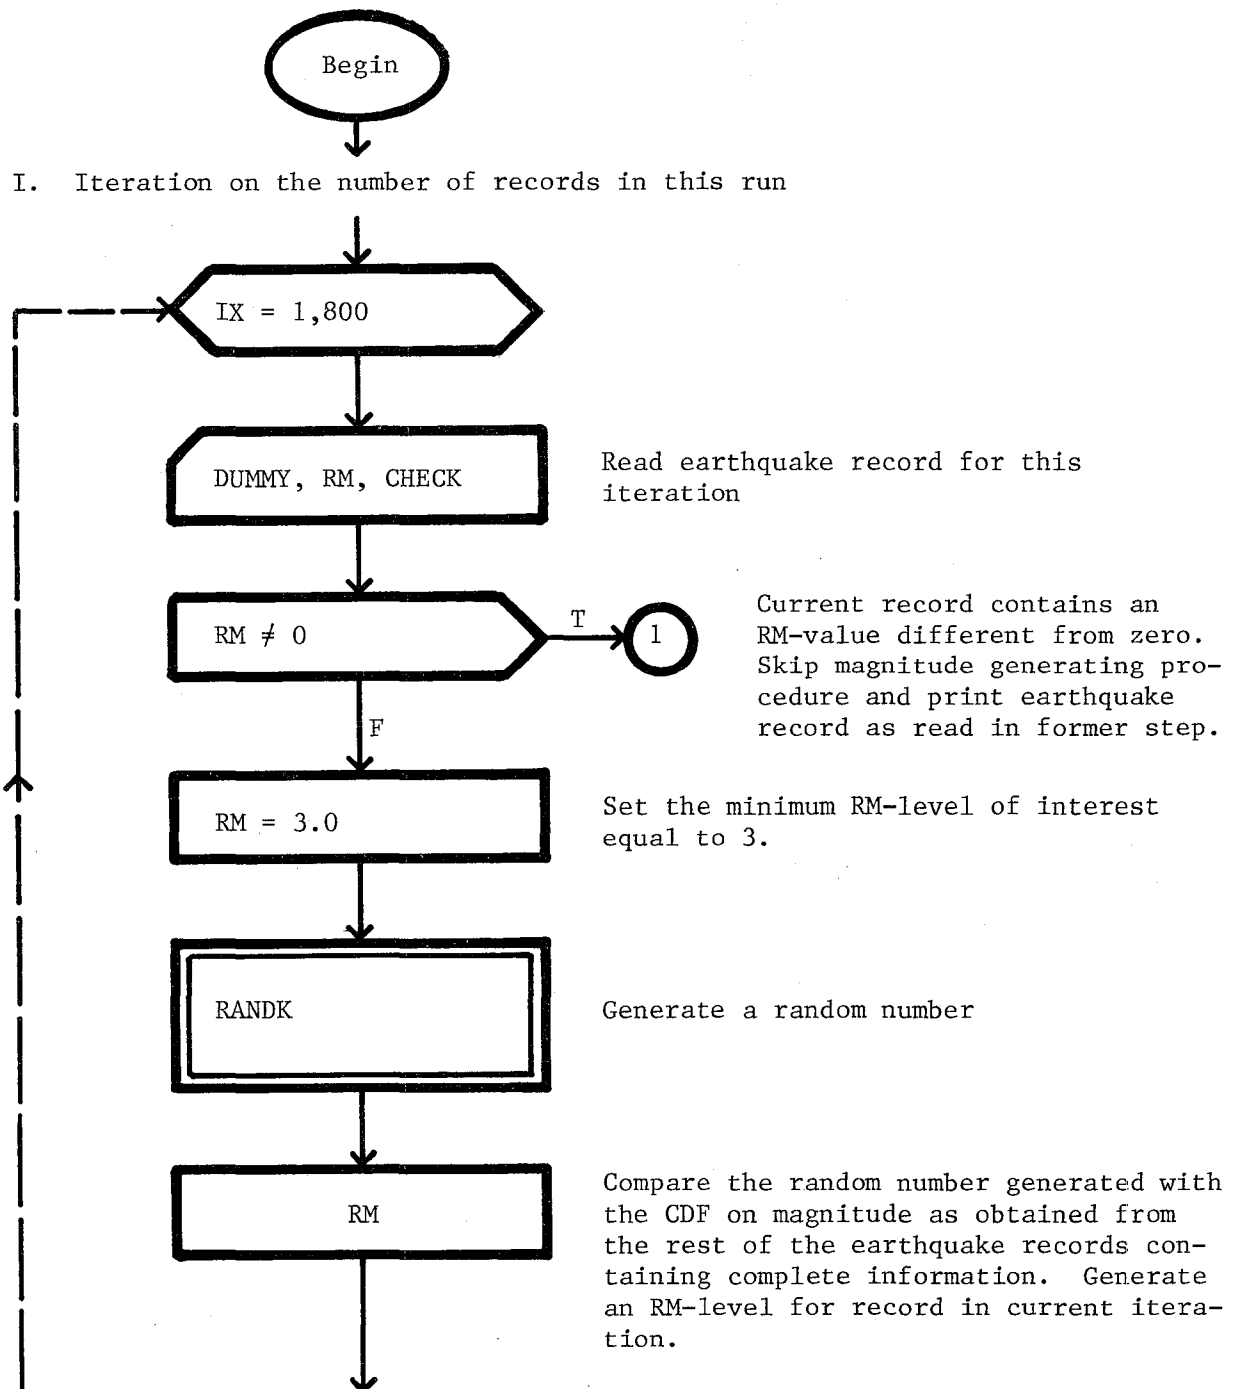 Begin
I. Iteration on the number of records in this run
IX = 1,800
DUMMY, RM, CHECK
Read earthquake record for this
iteration
RM ≠ 0
T
1
Current record contains an
RM-value different from zero.
Skip magnitude generating pro-
cedure and print earthquake
record as read in former step.
F
RM = 3.0
Set the minimum RM-level of interest
equal to 3.
RANDK
Generate a random number
RM
Compare the random number generated with
the CDF on magnitude as obtained from
the rest of the earthquake records con-
taining complete information. Generate
an RM-level for record in current itera-
tion.